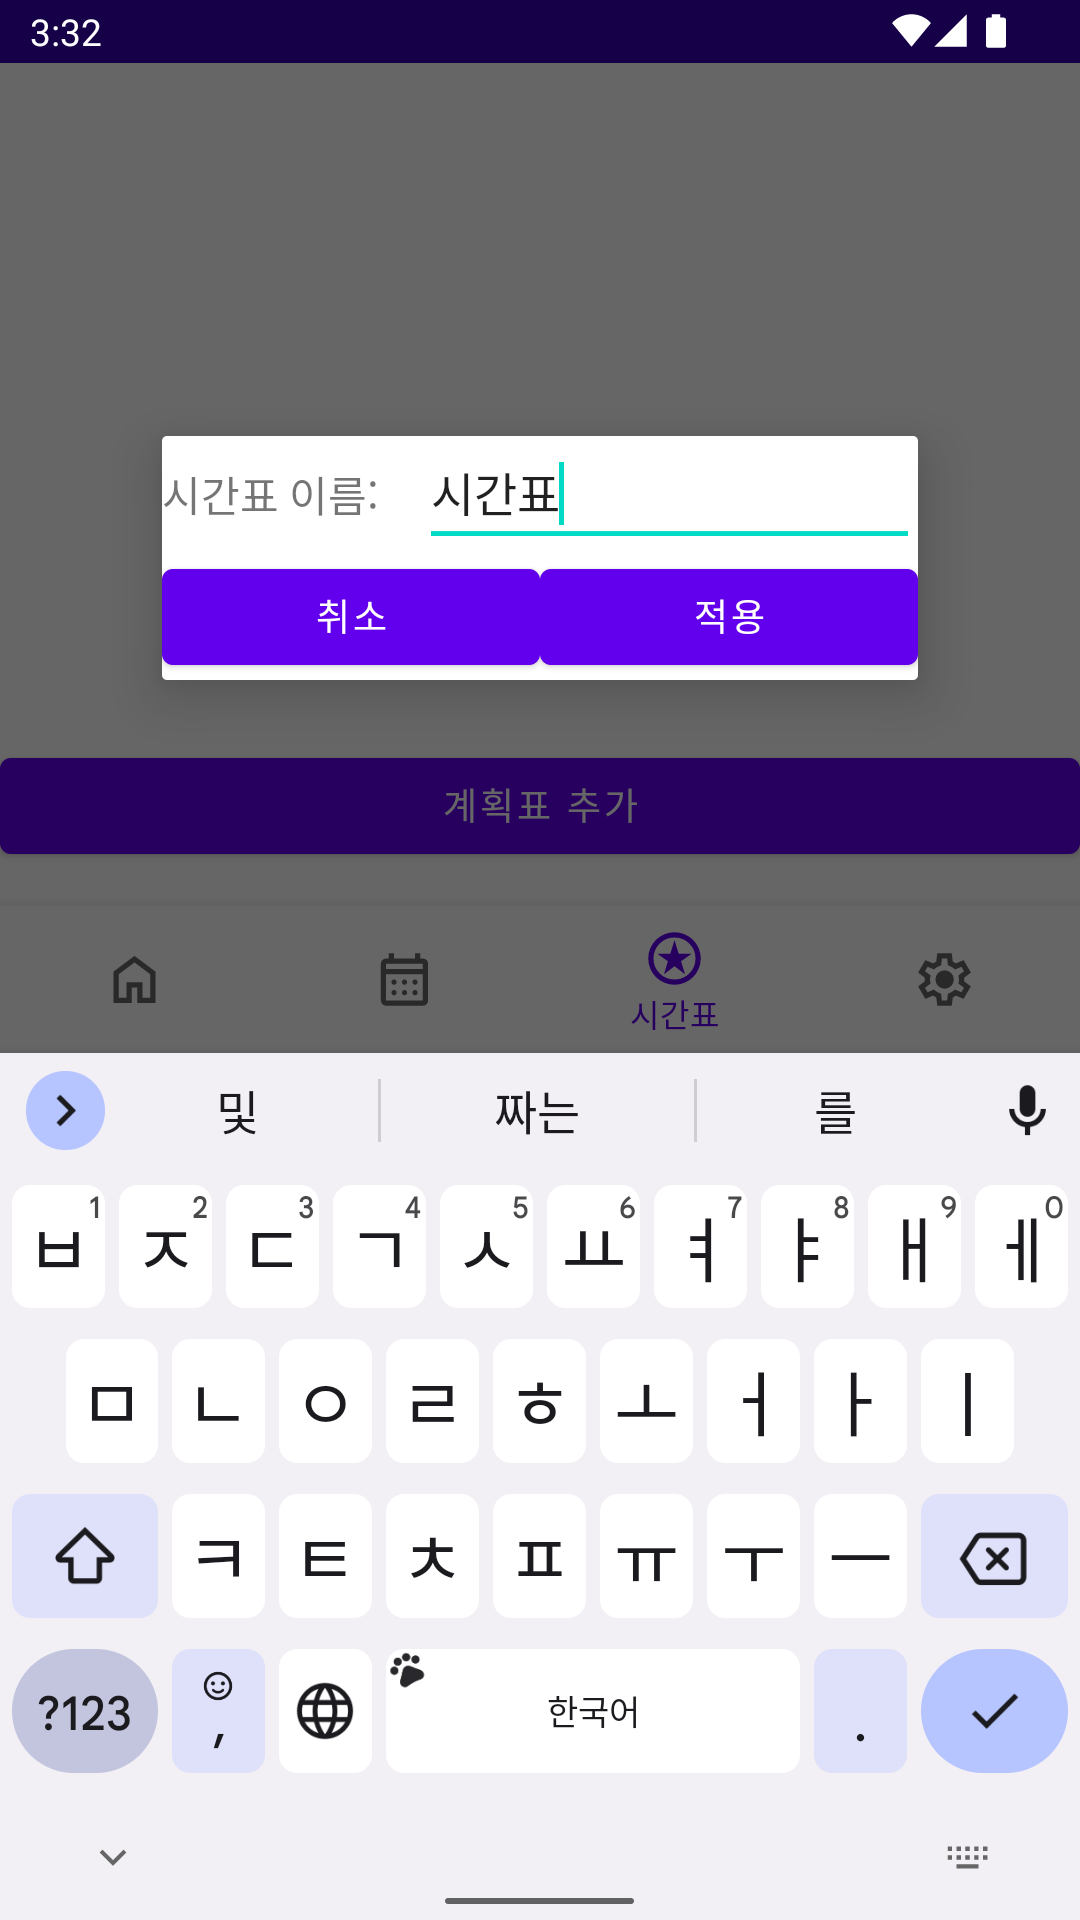 3:32
시간표 이름: 시간표
취소 적용
계획표 추가
시간표
및 짜는 를
1 2 3 4 5 6 7 8 9 0
ㅂ ㅈ ㄷ ㄱ ㅅ ㅛ ㅕ ㅑ ㅐ ㅔ
ㅁ ㄴ ㅇ ㄹ ㅎ ㅗ ㅓ ㅏ ㅣ
ㅋ ㅌ ㅊ ㅍ ㅠ ㅜ ㅡ
?123 , 한국어 .